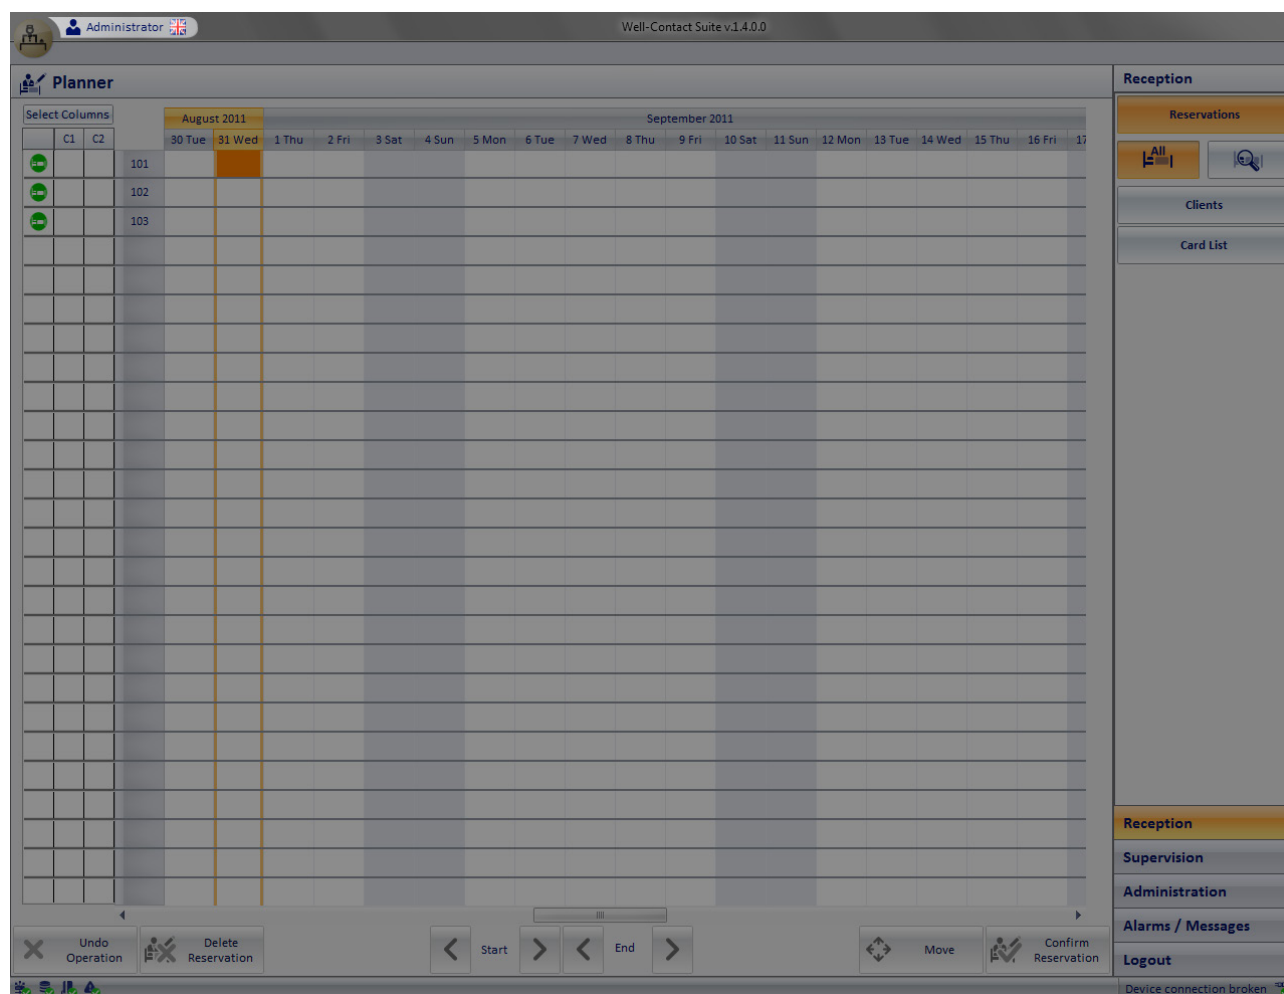 Administrator
Well-Contact Suite v.1.4.0.0
Planner
Reception
Select Columns
August 2011
September 2011
Reservations
C1 C2
30 Tue 31 Wed 1 Thu 2 Fri 3 Sat 4 Sun 5 Mon 6 Tue 7 Wed 8 Thu 9 Fri 10 Sat 11 Sun 12 Mon 13 Tue 14 Wed 15 Thu 16 Fri 17
All
101
102
103
Clients
Card List
Reception
Supervision
Administration
Alarms / Messages
Logout
Undo
Operation
Delete
Reservation
Start
End
Move
Confirm
Reservation
Device connection broken